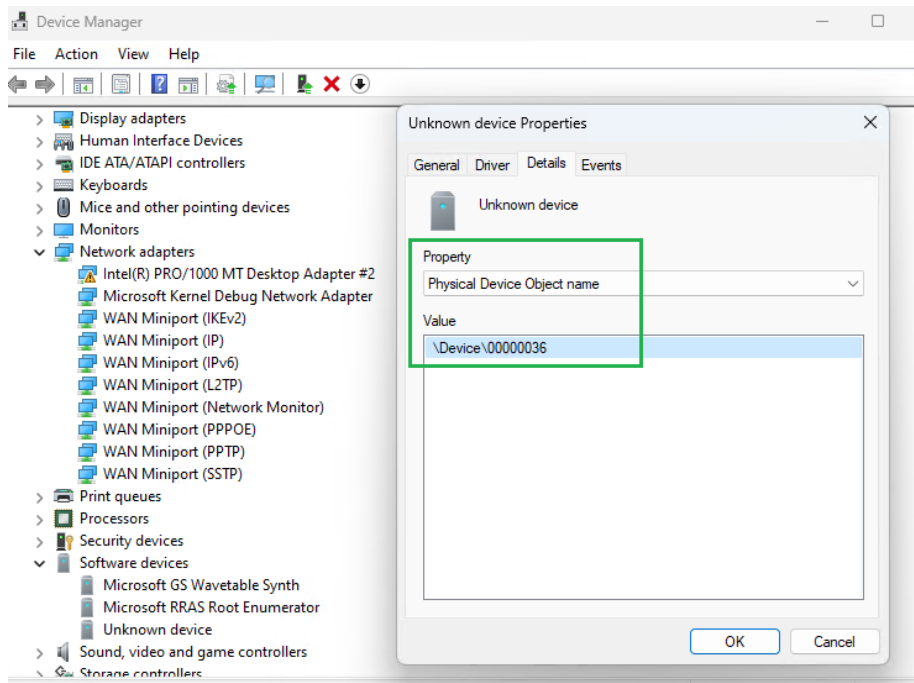 Device Manager
File Action View Help
Display adapters
Human Interface Devices
IDE ATA/ATAPI controllers
Keyboards
Mice and other pointing devices
Monitors
Network adapters
Intel(R) PRO/1000 MT Desktop Adapter #2
Microsoft Kernel Debug Network Adapter
WAN Miniport (IKEv2)
WAN Miniport (IP)
WAN Miniport (IPv6)
WAN Miniport (L2TP)
WAN Miniport (Network Monitor)
WAN Miniport (PPPOE)
WAN Miniport (PPTP)
WAN Miniport (SSTP)
Print queues
Processors
Security devices
Software devices
Microsoft GS Wavetable Synth
Microsoft RRAS Root Enumerator
Unknown device
Sound, video and game controllers
Storage controllers
Unknown device Properties
General Driver Details Events
Unknown device
Property
Physical Device Object name
Value
\Device\00000036
OK Cancel